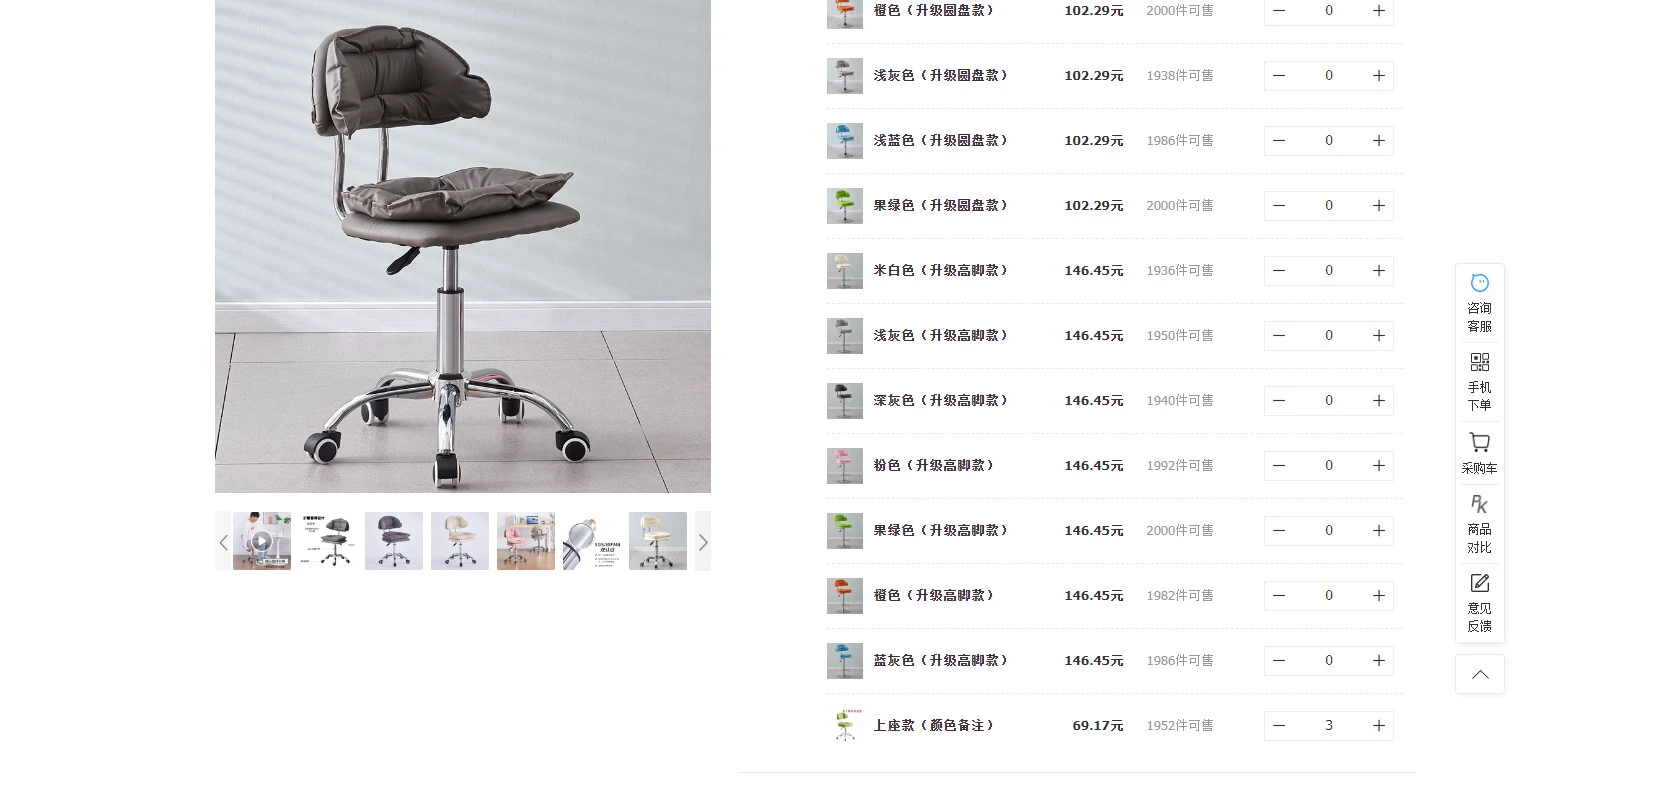 橙色（升级圆盘款） 102.29元 2000件可售 0
浅灰色（升级圆盘款） 102.29元 1938件可售 0
浅蓝色（升级圆盘款） 102.29元 1986件可售 0
果绿色（升级圆盘款） 102.29元 2000件可售 0
米白色（升级高脚款） 146.45元 1936件可售 0
浅灰色（升级高脚款） 146.45元 1950件可售 0
深灰色（升级高脚款） 146.45元 1940件可售 0
粉色（升级高脚款） 146.45元 1992件可售 0
果绿色（升级高脚款） 146.45元 2000件可售 0
橙色（升级高脚款） 146.45元 1982件可售 0
蓝灰色（升级高脚款） 146.45元 1986件可售 0
上座款（颜色备注） 69.17元 1952件可售 3
咨询
客服
手机
下单
采购车
PK
商品
对比
意见
反馈